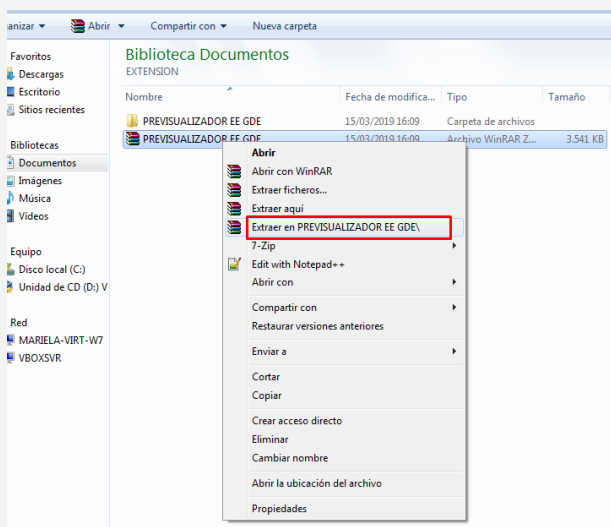 anizar Abrir Compartir con Nueva carpeta
Favoritos
Descargas
Escritorio
Sitios recientes
Bibliotecas
Documentos
Imágenes
Música
Vídeos
Equipo
Disco local (C:)
Unidad de CD (D:) V
Red
MARIELA-VIRT-W7
VBOXSVR
Biblioteca Documentos
EXTENSION
Nombre Fecha de modifica... Tipo Tamaño
PREVISUALIZADOR EE GDE 15/03/2019 16:09 Carpeta de archivos
PREVISUALIZADOR EE GDE 15/03/2019 16:09 Archivo WinRAR Z... 3.541 KB
Abrir
Abrir con WinRAR
Extraer ficheros...
Extraer aquí
Extraer en PREVISUALIZADOR EE GDE\
7-Zip
Edit with Notepad++
Abrir con
Compartir con
Restaurar versiones anteriores
Enviar a
Cortar
Copiar
Crear acceso directo
Eliminar
Cambiar nombre
Abrir la ubicación del archivo
Propiedades